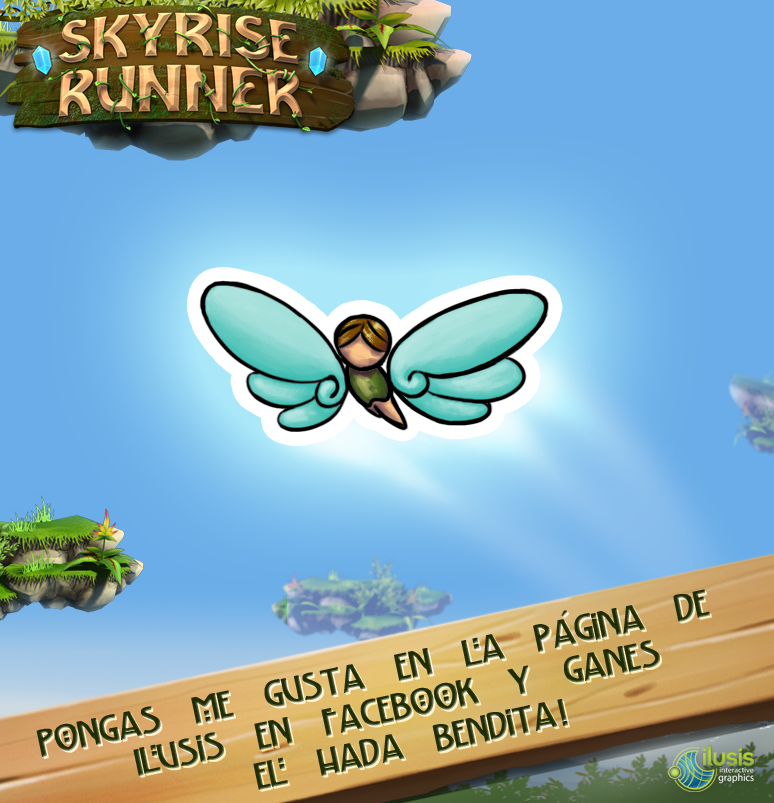 SKYRISE
RUNNER
PONGAS ME GUSTA EN LA PÁGINA DE
ILUSIS EN FACEBOOK Y GANES
EL HADA BENDITA!
ilusis
interactive
graphics